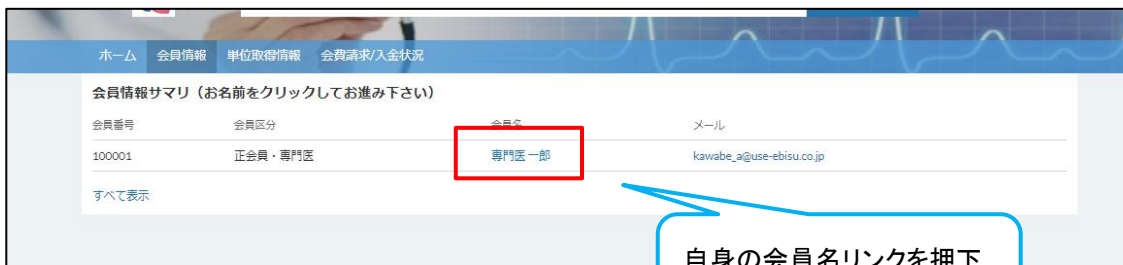 ホーム 会員情報 単位取得情報 会費請求/入金状況
会員情報サマリ（お名前をクリックしてお進み下さい）
会員番号 会員区分 会員名 メール
100001 正会員・専門医 専門医一郎 kawabe_a@use-ebisu.co.jp
すべて表示
自身の会員名リンクを押下